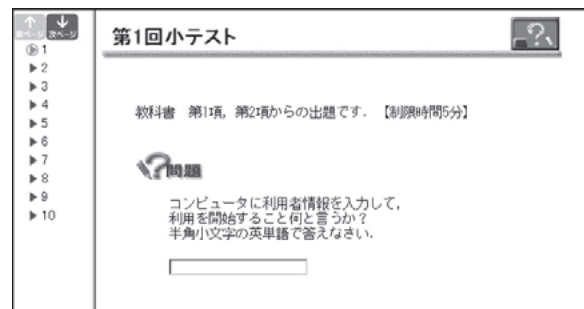 前ページ 次ページ
1
2
3
4
5
6
7
8
9
10
第1回小テスト
教科書 第1項，第2項からの出題です．【制限時間5分】
?問題
コンピュータに利用者情報を入力して，
利用を開始すること何と言うか？
半角小文字の英単語で答えなさい．